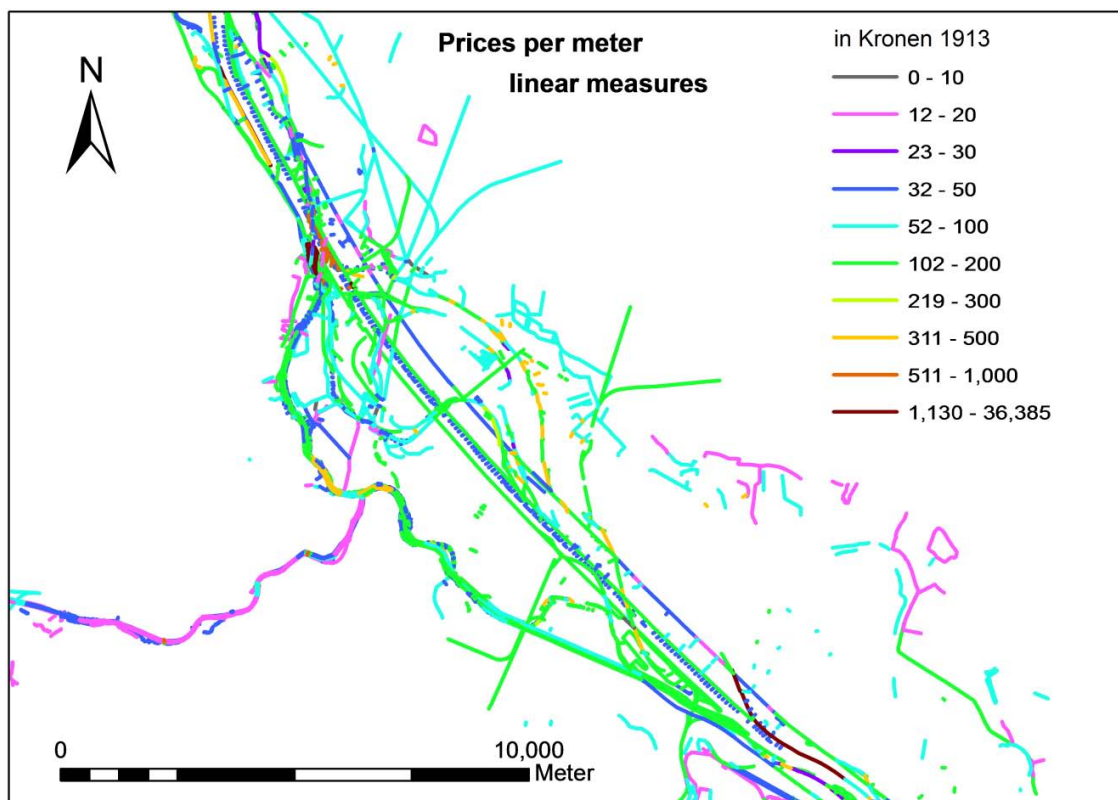 Prices per meter
linear measures
N
in Kronen 1913
0 - 10
12 - 20
23 - 30
32 - 50
52 - 100
102 - 200
219 - 300
311 - 500
511 - 1,000
1,130 - 36,385
0 10,000
Meter